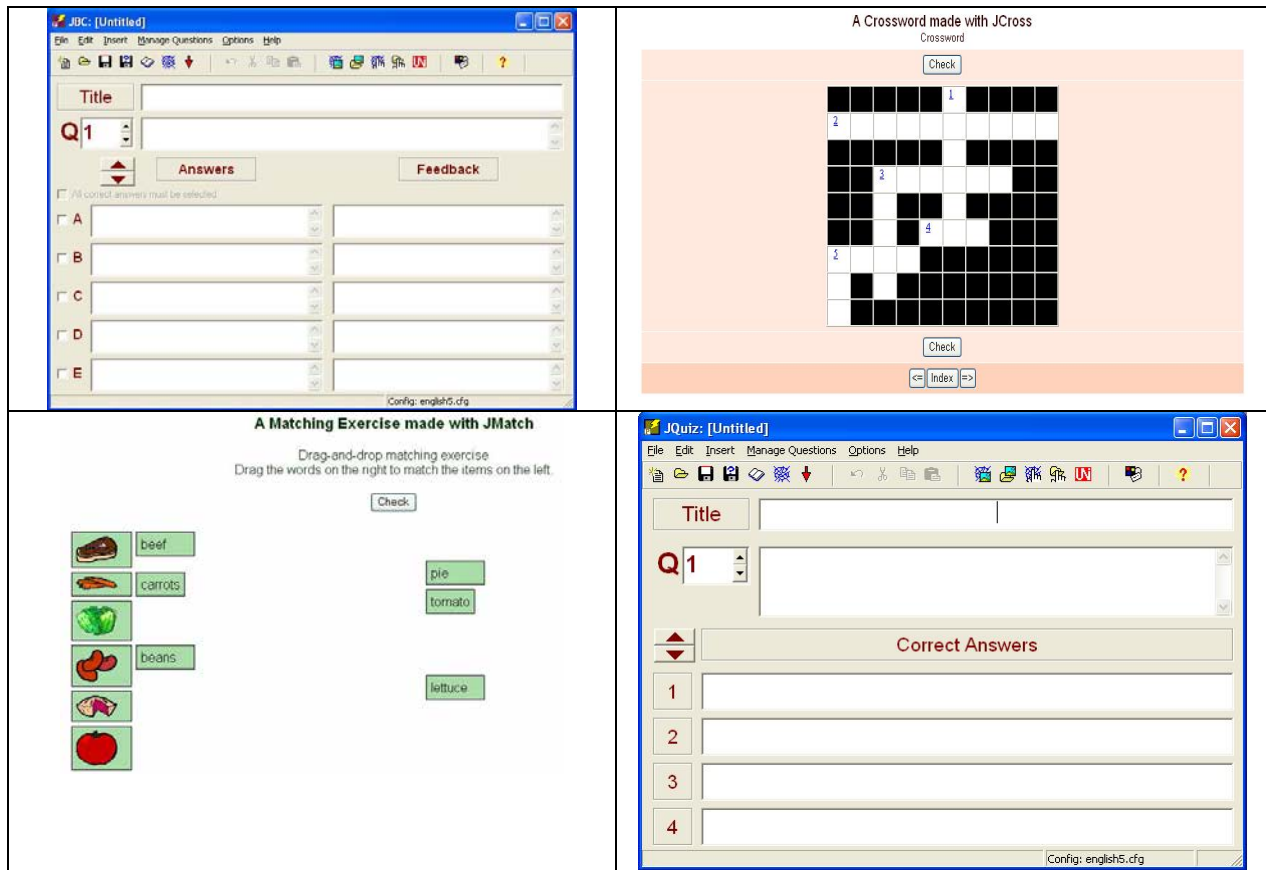 JBC: [Untitled]
File Edit Insert Manage Questions Options Help
Title
Q 1
Answers Feedback
All correct answers must be selected
A
B
C
D
E
Config: english5.cfg
A Crossword made with JCross
Crossword
Check
1
2
3
4
5
Check
<= Index =>
A Matching Exercise made with JMatch
Drag-and-drop matching exercise
Drag the words on the right to match the items on the left.
Check
beef
pie
carrots
tomato
beans
lettuce
JQuiz: [Untitled]
File Edit Insert Manage Questions Options Help
Title
Q 1
Correct Answers
1
2
3
4
Config: english5.cfg